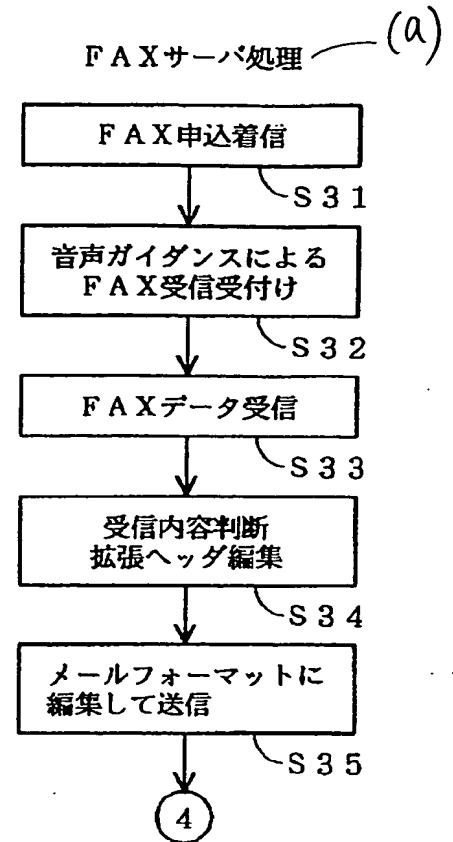 (a)
FAXサーバ処理
FAX申込着信
S31
音声ガイダンスによる
FAX受信受付け
S32
FAXデータ受信
S33
受信内容判断
拡張ヘッダ編集
S34
メールフォーマットに
編集して送信
S35
4